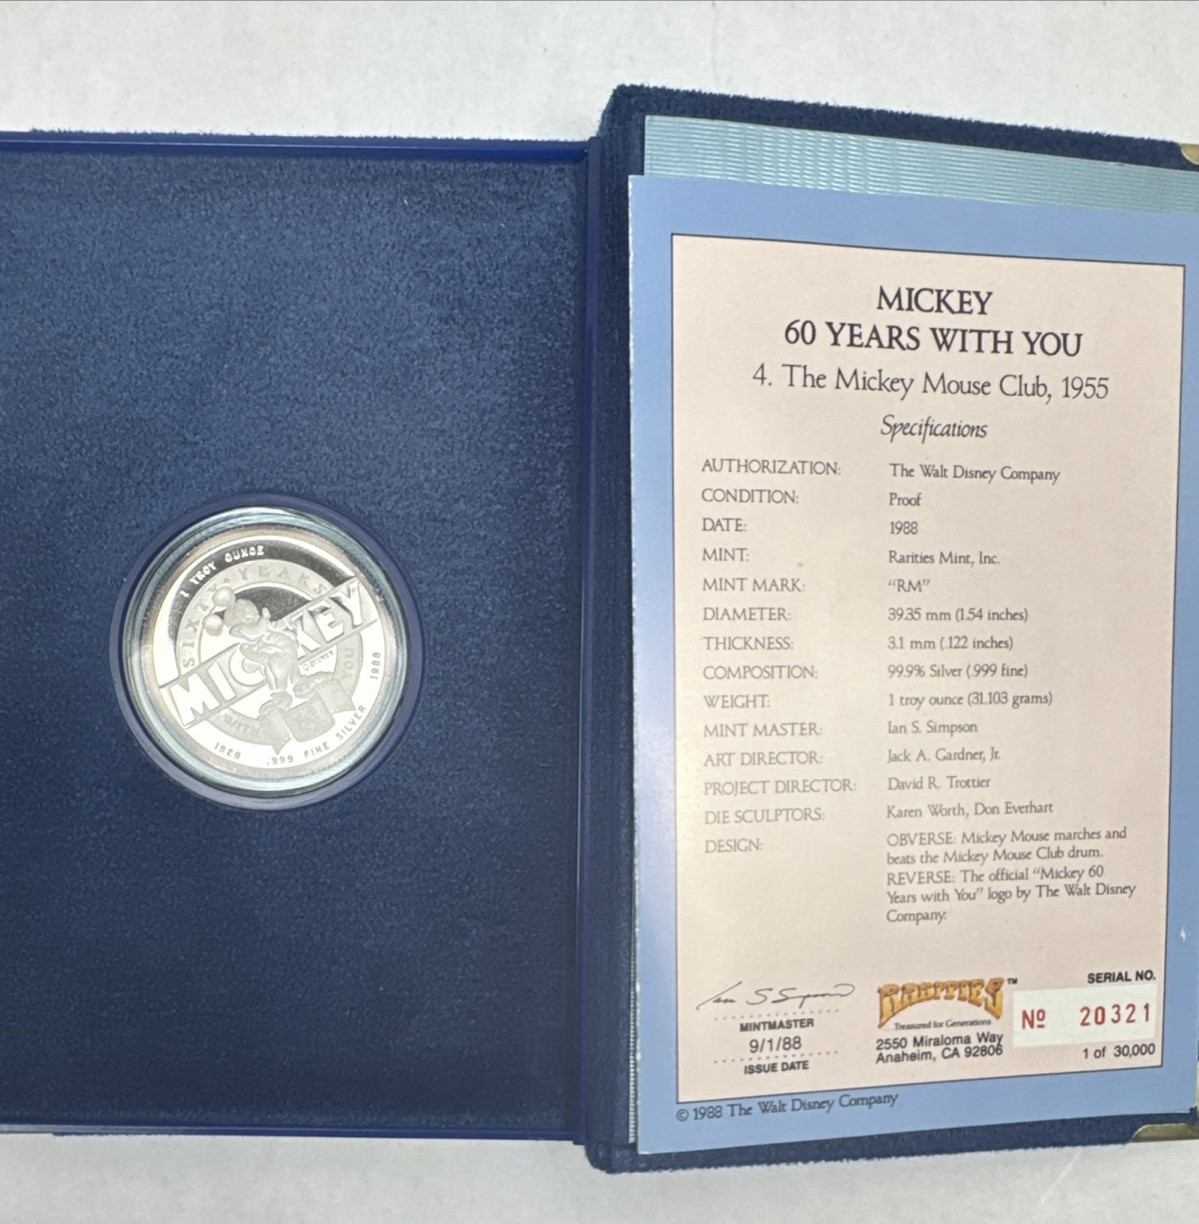 1 TROY OUNCE
SIXTY YEARS
MICKEY
WITH YOU
1928 .999 FINE SILVER 1988
MICKEY
60 YEARS WITH YOU
4. The Mickey Mouse Club, 1955
Specifications
AUTHORIZATION: The Walt Disney Company
CONDITION: Proof
DATE: 1988
MINT: Rarities Mint, Inc.
MINT MARK: “RM”
DIAMETER: 39.35 mm (1.54 inches)
THICKNESS: 3.1 mm (.122 inches)
COMPOSITION: 99.9% Silver (.999 fine)
WEIGHT: 1 troy ounce (31.103 grams)
MINT MASTER: Ian S. Simpson
ART DIRECTOR: Jack A. Gardner, Jr.
PROJECT DIRECTOR: David R. Trottier
DIE SCULPTORS: Karen Worth, Don Everhart
DESIGN: OBVERSE: Mickey Mouse marches and
beats the Mickey Mouse Club drum.
REVERSE: The official “Mickey 60
Years with You” logo by The Walt Disney
Company.
Ian S Simpson
MINTMASTER
9/1/88
ISSUE DATE
RARITIES™
Treasured for Generations
2550 Miraloma Way
Anaheim, CA 92806
SERIAL NO.
Nº 20321
1 of 30,000
© 1988 The Walt Disney Company